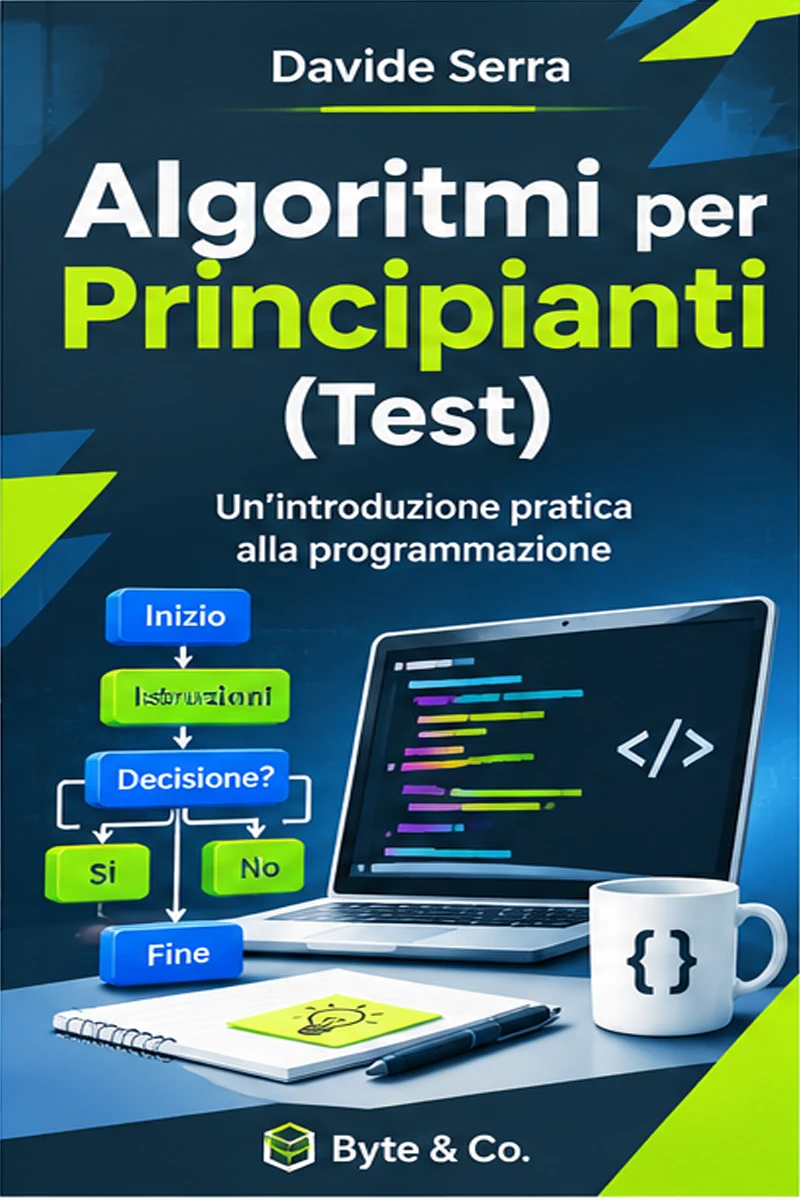 Davide Serra
Algoritmi per
Principianti
(Test)
Un'introduzione pratica
alla programmazione
Inizio
Decisione?
Si
No
Fine
</>
{}
Byte & Co.